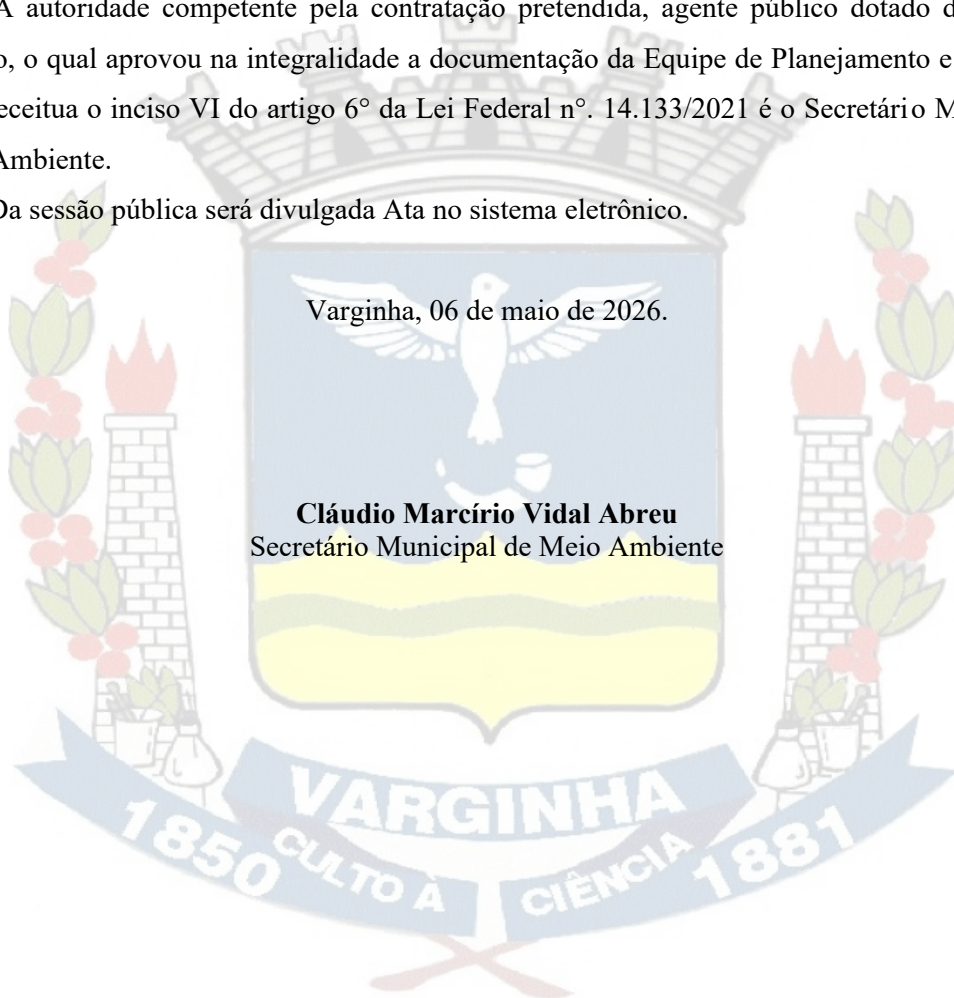 A autoridade competente pela contratação pretendida, agente público dotado d
o, o qual aprovou na integralidade a documentação da Equipe de Planejamento e
eceitua o inciso VI do artigo 6° da Lei Federal n°. 14.133/2021 é o Secretário M
Ambiente.
Da sessão pública será divulgada Ata no sistema eletrônico.
Varginha, 06 de maio de 2026.
Cláudio Marcírio Vidal Abreu
Secretário Municipal de Meio Ambiente
VARGINHA
1850 CULTO À CIÊNCIA 1881